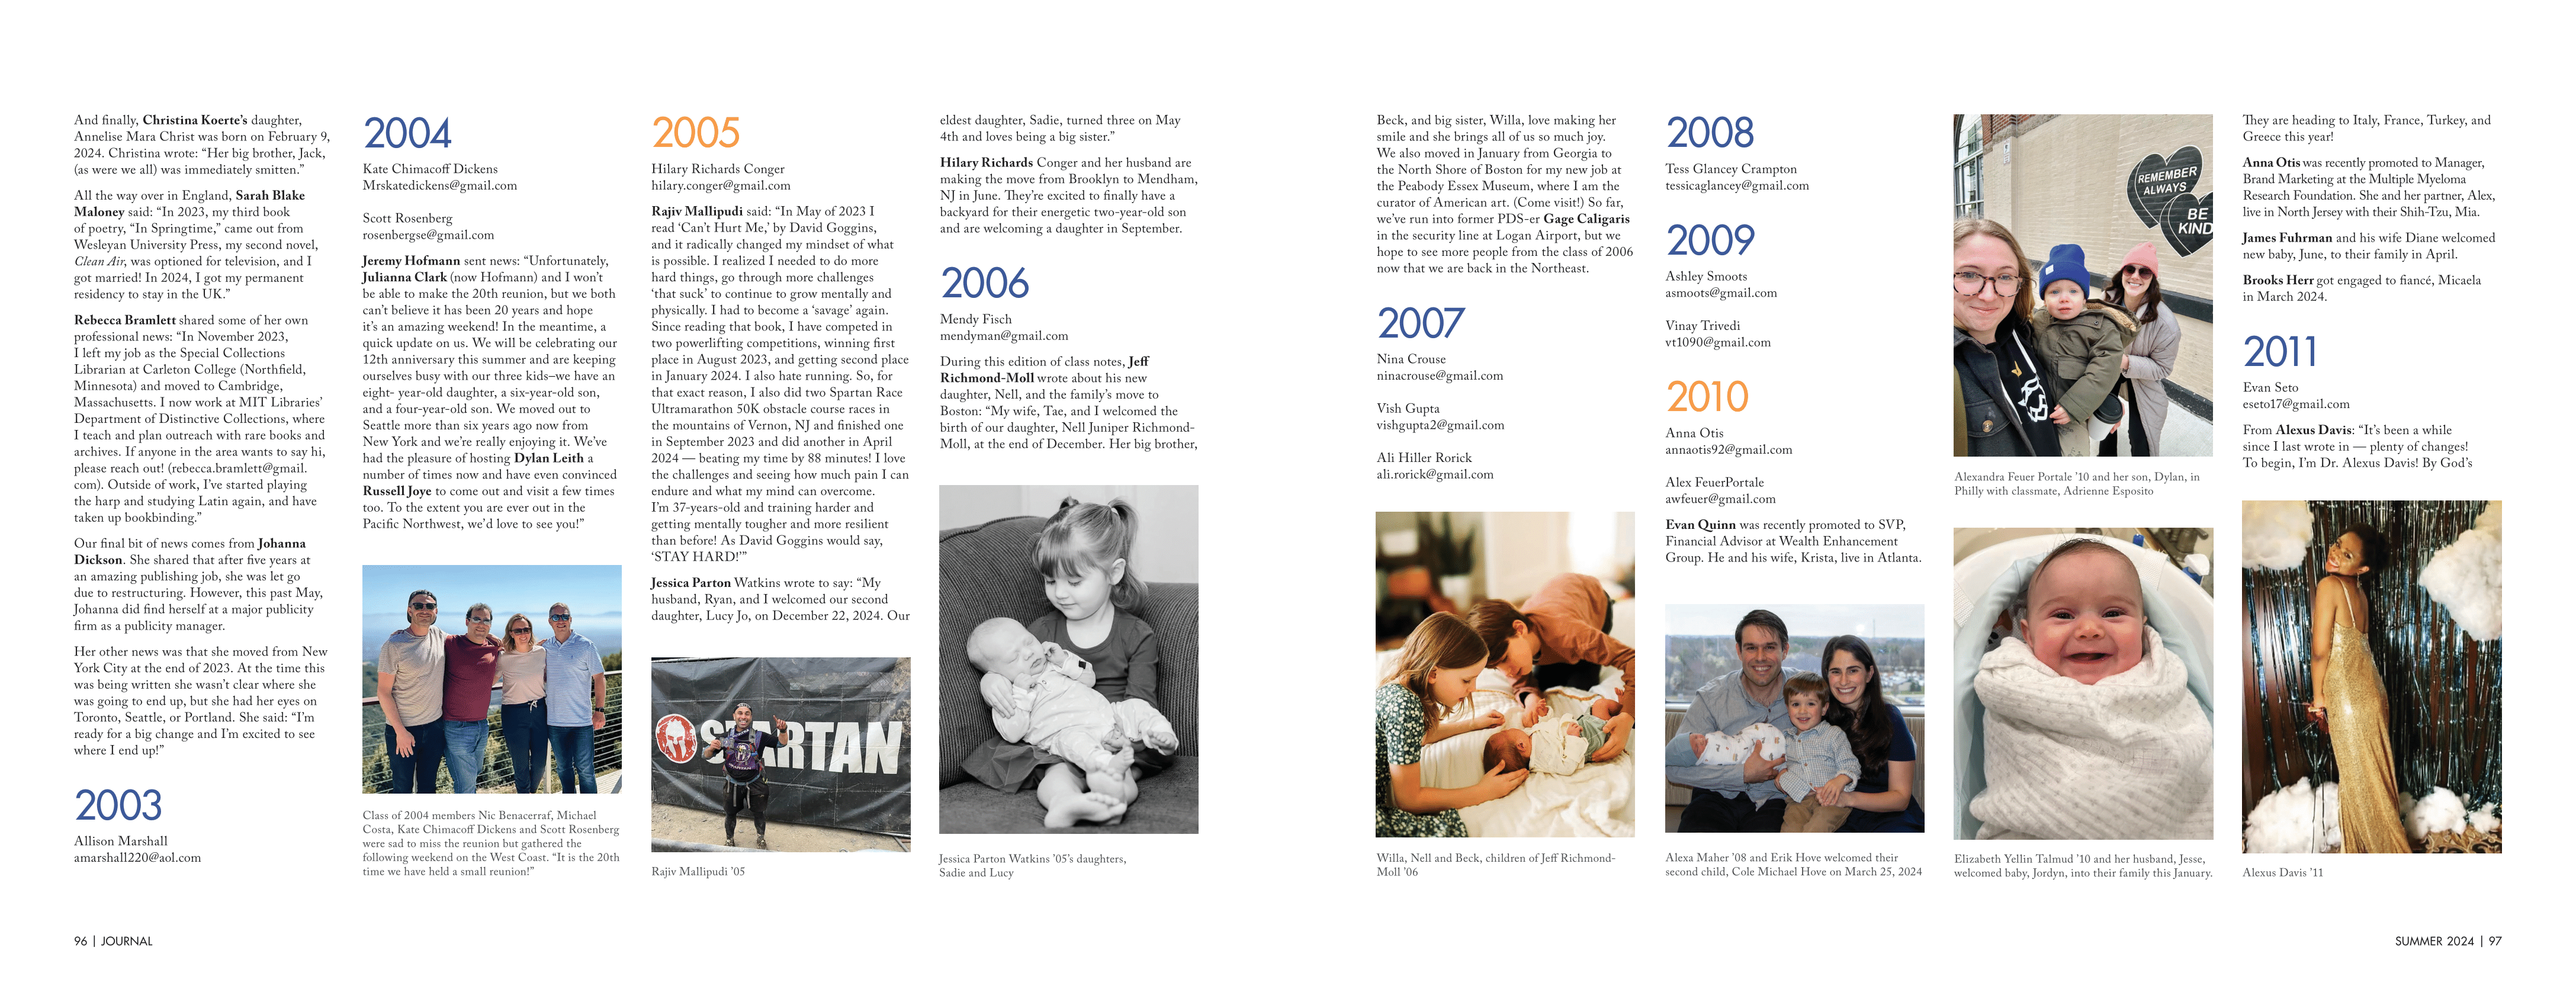 And finally, Christina Koerte’s daughter,
Annelise Mara Christ was born on February 9,
2024. Christina wrote: “Her big brother, Jack,
(as were we all) was immediately smitten.”
All the way over in England, Sarah Blake
Maloney said: “In 2023, my third book
of poetry, “In Springtime,” came out from
Wesleyan University Press, my second novel,
Clean Air, was optioned for television, and I
got married! In 2024, I got my permanent
residency to stay in the UK.”
Rebecca Bramlett shared some of her own
professional news: “In November 2023,
I left my job as the Special Collections
Librarian at Carleton College (Northfield,
Minnesota) and moved to Cambridge,
Massachusetts. I now work at MIT Libraries’
Department of Distinctive Collections, where
I teach and plan outreach with rare books and
archives. If anyone in the area wants to say hi,
please reach out! (rebecca.bramlett@gmail.
com). Outside of work, I’ve started playing
the harp and studying Latin again, and have
taken up bookbinding.”
Our final bit of news comes from Johanna
Dickson. She shared that after five years at
an amazing publishing job, she was let go
due to restructuring. However, this past May,
Johanna did find herself at a major publicity
firm as a publicity manager.
Her other news was that she moved from New
York City at the end of 2023. At the time this
was being written she wasn’t clear where she
was going to end up, but she had her eyes on
Toronto, Seattle, or Portland. She said: “I’m
ready for a big change and I’m excited to see
where I end up!”
2003
Allison Marshall
amarshall220@aol.com
2004
Kate Chimacoff Dickens
Mrskatedickens@gmail.com
Scott Rosenberg
rosenbergse@gmail.com
Jeremy Hofmann sent news: “Unfortunately,
Julianna Clark (now Hofmann) and I won’t
be able to make the 20th reunion, but we both
can’t believe it has been 20 years and hope
it’s an amazing weekend! In the meantime, a
quick update on us. We will be celebrating our
12th anniversary this summer and are keeping
ourselves busy with our three kids–we have an
eight- year-old daughter, a six-year-old son,
and a four-year-old son. We moved out to
Seattle more than six years ago now from
New York and we’re really enjoying it. We’ve
had the pleasure of hosting Dylan Leith a
number of times now and have even convinced
Russell Joye to come out and visit a few times
too. To the extent you are ever out in the
Pacific Northwest, we’d love to see you!”
Class of 2004 members Nic Benacerraf, Michael
Costa, Kate Chimacoff Dickens and Scott Rosenberg
were sad to miss the reunion but gathered the
following weekend on the West Coast. “It is the 20th
time we have held a small reunion!”
2005
Hilary Richards Conger
hilary.conger@gmail.com
Rajiv Mallipudi said: “In May of 2023 I
read ‘Can’t Hurt Me,’ by David Goggins,
and it radically changed my mindset of what
is possible. I realized I needed to do more
hard things, go through more challenges
‘that suck’ to continue to grow mentally and
physically. I had to become a ‘savage’ again.
Since reading that book, I have competed in
two powerlifting competitions, winning first
place in August 2023, and getting second place
in January 2024. I also hate running. So, for
that exact reason, I also did two Spartan Race
Ultramarathon 50K obstacle course races in
the mountains of Vernon, NJ and finished one
in September 2023 and did another in April
2024 — beating my time by 88 minutes! I love
the challenges and seeing how much pain I can
endure and what my mind can overcome.
I’m 37-years-old and training harder and
getting mentally tougher and more resilient
than before! As David Goggins would say,
‘STAY HARD!’”
Jessica Parton Watkins wrote to say: “My
husband, Ryan, and I welcomed our second
daughter, Lucy Jo, on December 22, 2024. Our
SPARTAN
Rajiv Mallipudi ’05
eldest daughter, Sadie, turned three on May
4th and loves being a big sister.”
Hilary Richards Conger and her husband are
making the move from Brooklyn to Mendham,
NJ in June. They’re excited to finally have a
backyard for their energetic two-year-old son
and are welcoming a daughter in September.
2006
Mendy Fisch
mendyman@gmail.com
During this edition of class notes, Jeff
Richmond-Moll wrote about his new
daughter, Nell, and the family’s move to
Boston: “My wife, Tae, and I welcomed the
birth of our daughter, Nell Juniper Richmond-
Moll, at the end of December. Her big brother,
Jessica Parton Watkins ’05’s daughters,
Sadie and Lucy
96 | JOURNAL
Beck, and big sister, Willa, love making her
smile and she brings all of us so much joy.
We also moved in January from Georgia to
the North Shore of Boston for my new job at
the Peabody Essex Museum, where I am the
curator of American art. (Come visit!) So far,
we’ve run into former PDS-er Gage Caligaris
in the security line at Logan Airport, but we
hope to see more people from the class of 2006
now that we are back in the Northeast.
2007
Nina Crouse
ninacrouse@gmail.com
Vish Gupta
vishgupta2@gmail.com
Ali Hiller Rorick
ali.rorick@gmail.com
Willa, Nell and Beck, children of Jeff Richmond-
Moll ’06
2008
Tess Glancey Crampton
tessicaglancey@gmail.com
2009
Ashley Smoots
asmoots@gmail.com
Vinay Trivedi
vt1090@gmail.com
2010
Anna Otis
annaotis92@gmail.com
Alex FeuerPortale
awfeuer@gmail.com
Evan Quinn was recently promoted to SVP,
Financial Advisor at Wealth Enhancement
Group. He and his wife, Krista, live in Atlanta.
Alexa Maher ’08 and Erik Hove welcomed their
second child, Cole Michael Hove on March 25, 2024
REMEMBER
ALWAYS
BE
KIND
Alexandra Feuer Portale ’10 and her son, Dylan, in
Philly with classmate, Adrienne Esposito
Elizabeth Yellin Talmud ’10 and her husband, Jesse,
welcomed baby, Jordyn, into their family this January.
They are heading to Italy, France, Turkey, and
Greece this year!
Anna Otis was recently promoted to Manager,
Brand Marketing at the Multiple Myeloma
Research Foundation. She and her partner, Alex,
live in North Jersey with their Shih-Tzu, Mia.
James Fuhrman and his wife Diane welcomed
new baby, June, to their family in April.
Brooks Herr got engaged to fiancé, Micaela
in March 2024.
2011
Evan Seto
eseto17@gmail.com
From Alexus Davis: “It’s been a while
since I last wrote in — plenty of changes!
To begin, I’m Dr. Alexus Davis! By God’s
Alexus Davis ’11
SUMMER 2024 | 97